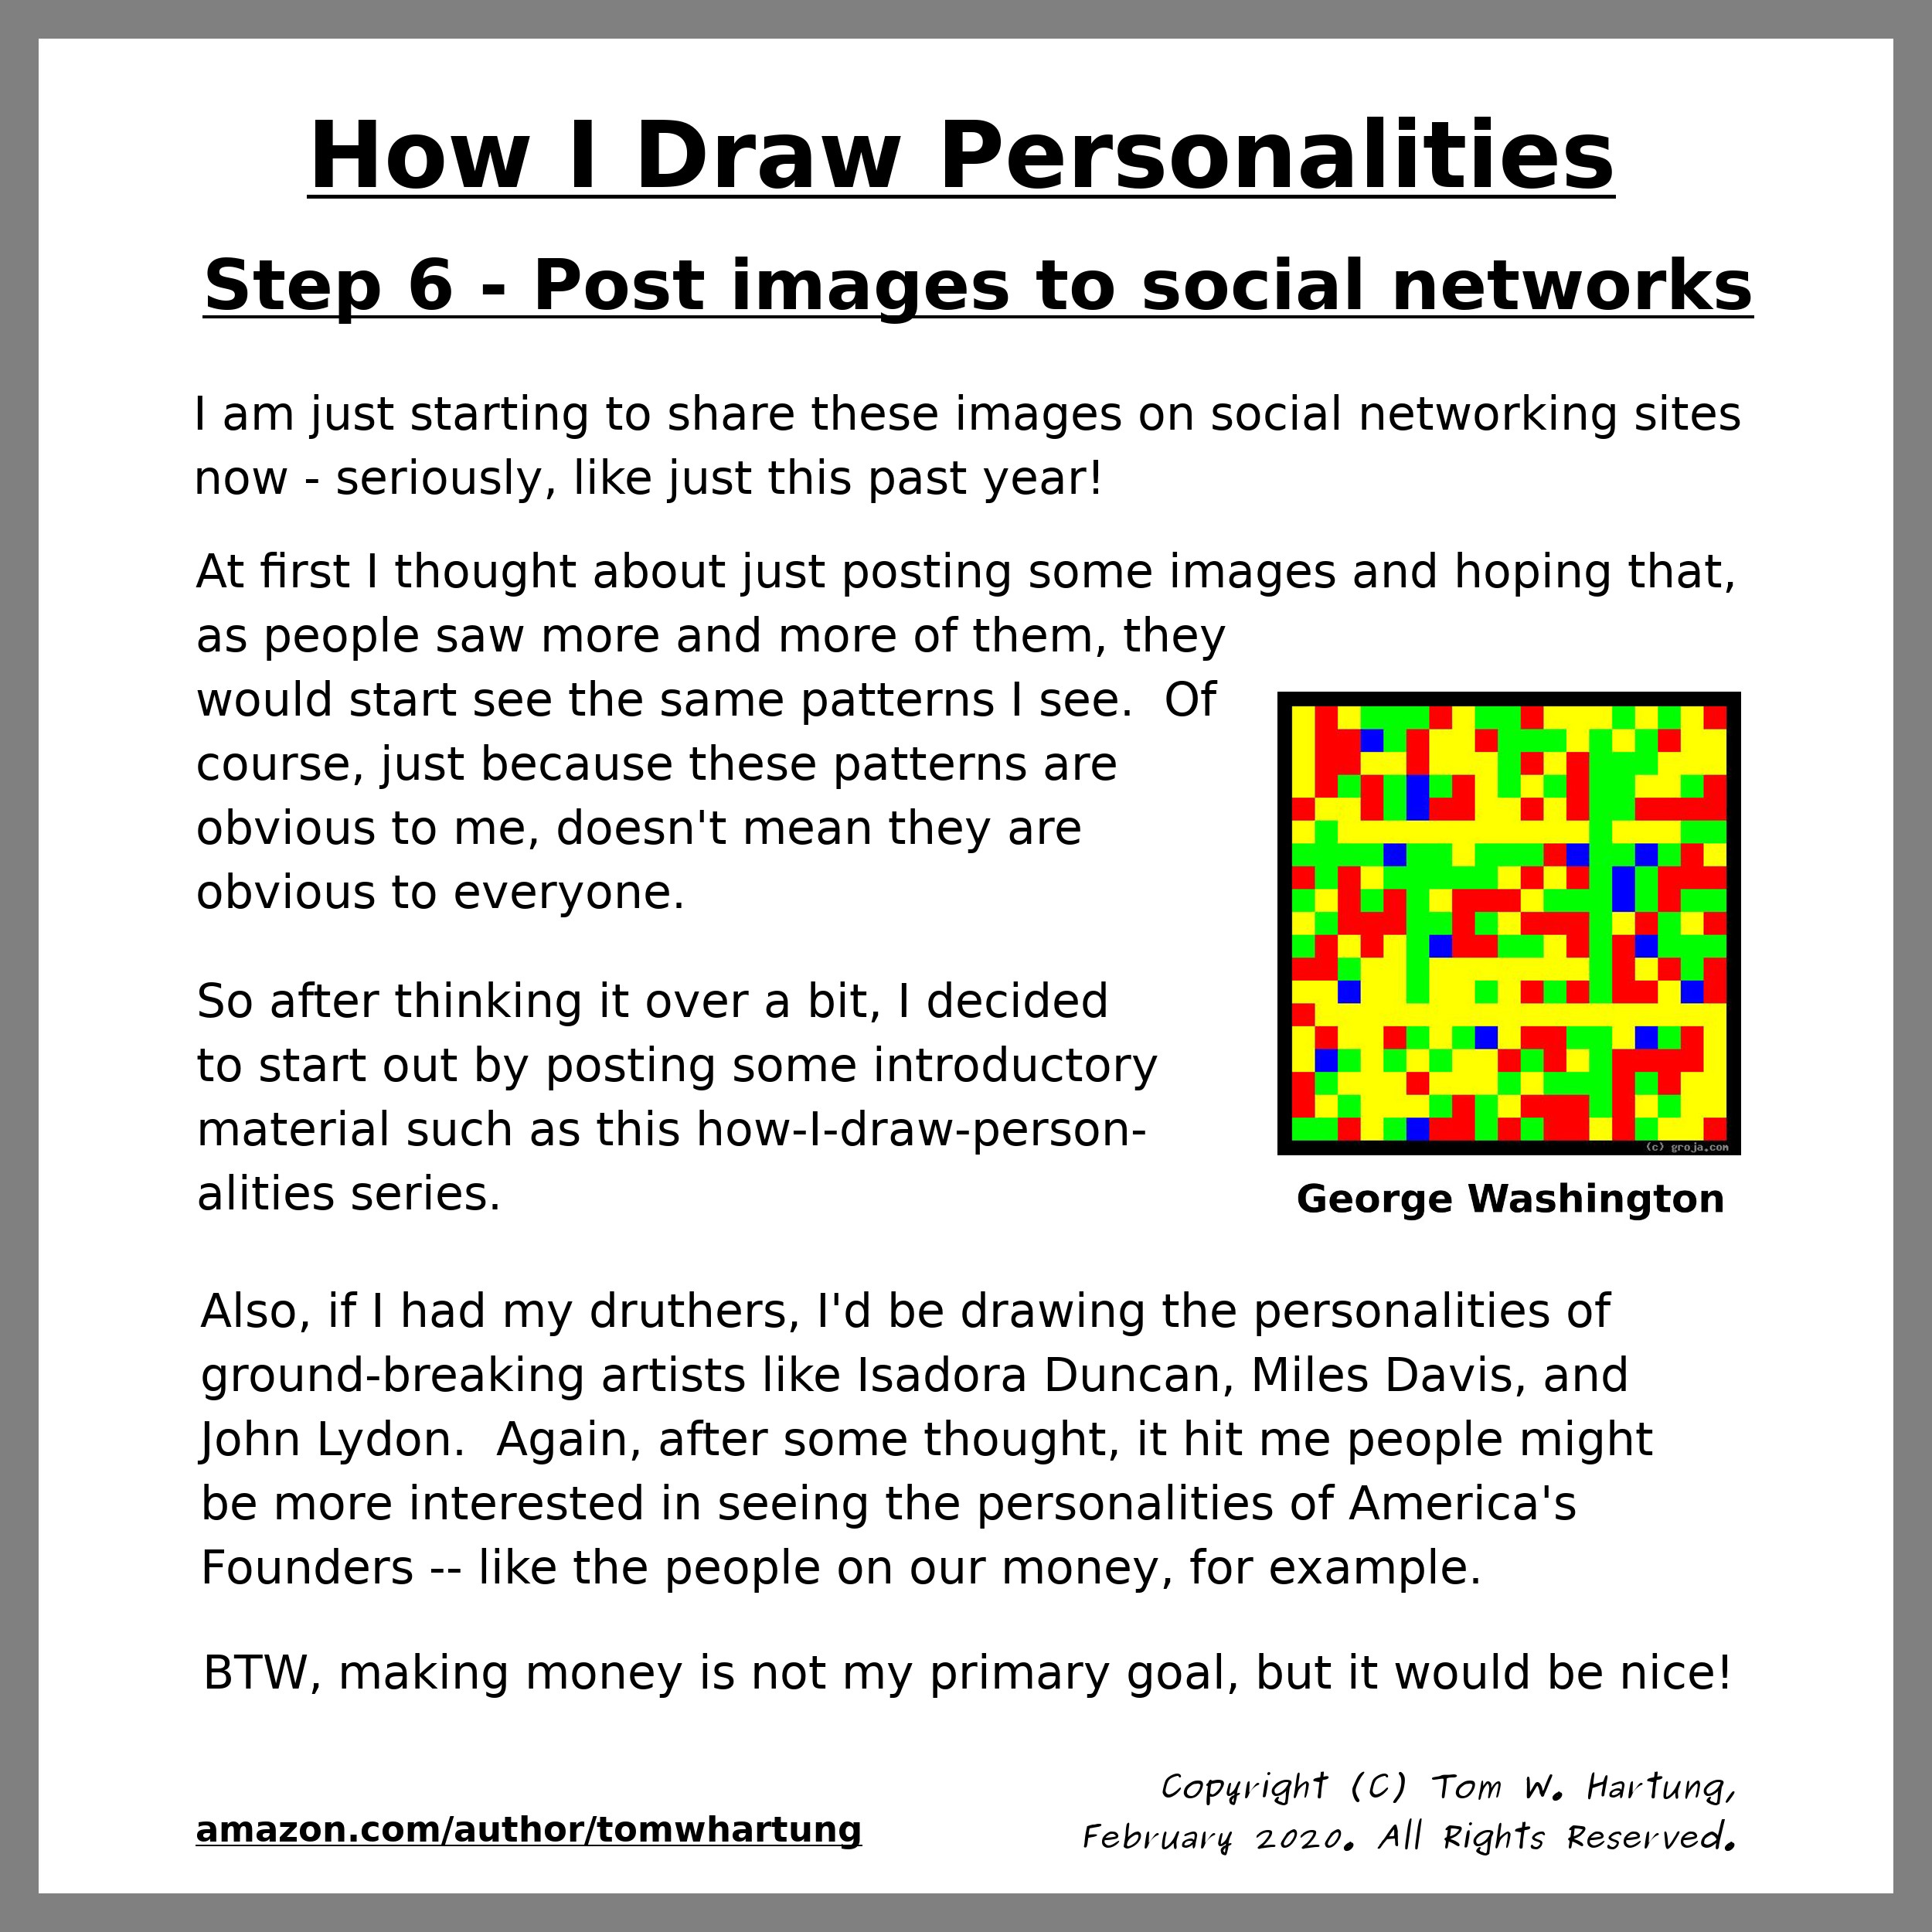 How I Draw Personalities
Step 6 - Post images to social networks
I am just starting to share these images on social networking sites
now - seriously, like just this past year!
At first I thought about just posting some images and hoping that,
as people saw more and more of them, they
would start see the same patterns I see.  Of
course, just because these patterns are
obvious to me, doesn't mean they are
obvious to everyone.
So after thinking it over a bit, I decided
to start out by posting some introductory
material such as this how-I-draw-person-
alities series.
(c) groja.com
George Washington
Also, if I had my druthers, I'd be drawing the personalities of
ground-breaking artists like Isadora Duncan, Miles Davis, and
John Lydon.  Again, after some thought, it hit me people might
be more interested in seeing the personalities of America's
Founders -- like the people on our money, for example.
BTW, making money is not my primary goal, but it would be nice!
amazon.com/author/tomwhartung
Copyright (C) Tom W. Hartung,
February 2020. All Rights Reserved.